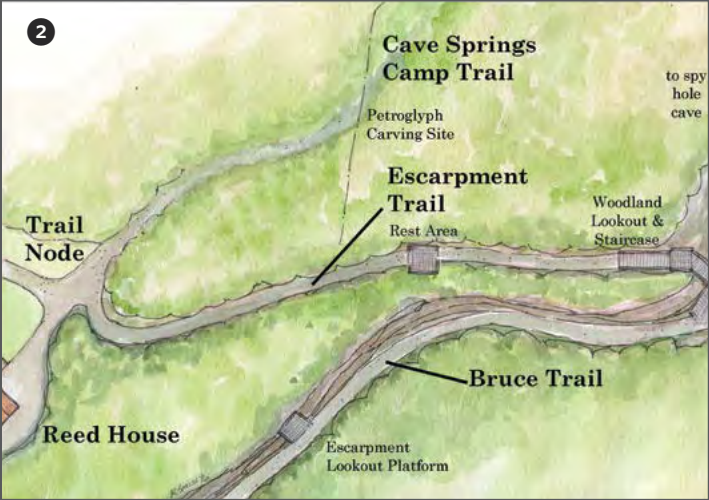 2
Cave Springs
Camp Trail
to spy
hole
cave
Petroglyph
Carving Site
Escarpment
Trail
Woodland
Lookout &
Staircase
Rest Area
Trail
Node
Bruce Trail
Reed House
Escarpment
Lookout Platform